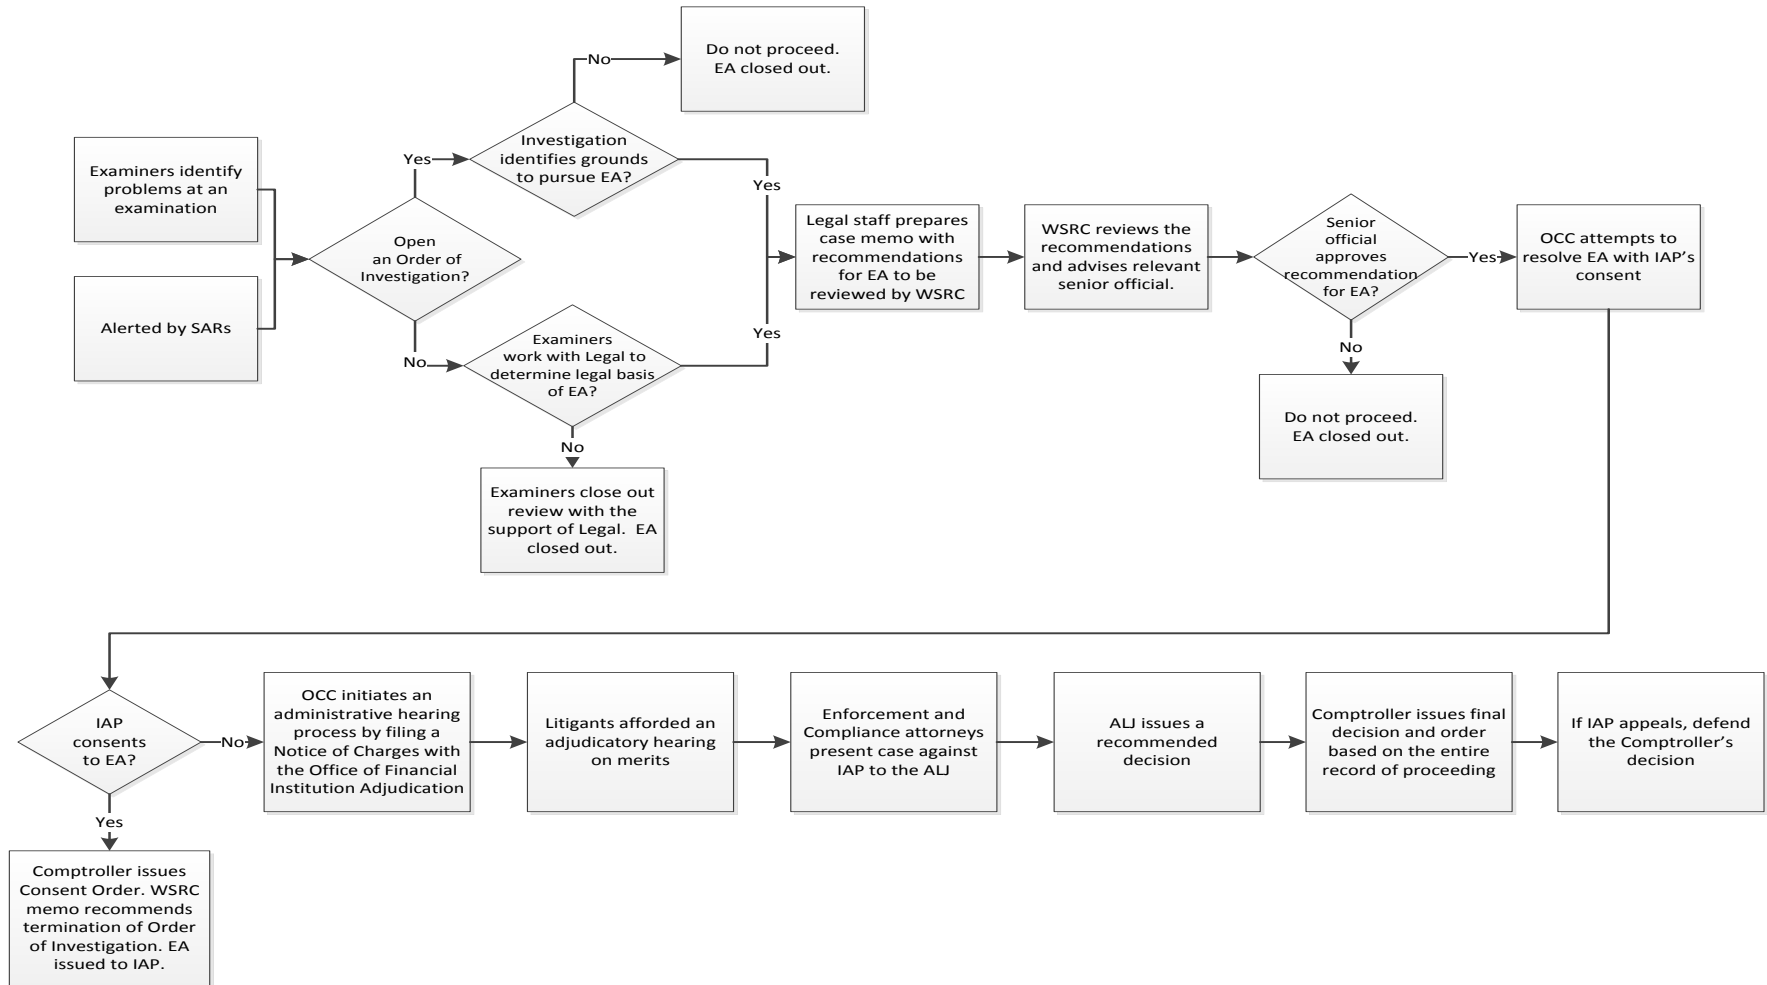 No
Do not proceed.
EA closed out.
Examiners identify
problems at an
examination
Alerted by SARs
Open
an Order of
Investigation?
Yes
Investigation
identifies grounds
to pursue EA?
Yes
No
Examiners
work with Legal to
determine legal basis
of EA?
Yes
No
Examiners close out
review with the
support of Legal.  EA
closed out.
Legal staff prepares
case memo with
recommendations
for EA to be
reviewed by WSRC
WSRC reviews the
recommendations
and advises relevant
senior official.
Senior
official
approves
recommendation
for EA?
Yes
No
Do not proceed.
EA closed out.
OCC attempts to
resolve EA with IAP’s
consent
IAP
consents
to EA?
No
Yes
Comptroller issues
Consent Order. WSRC
memo recommends
termination of Order
of Investigation. EA
issued to IAP.
OCC initiates an
administrative hearing
process by filing a
Notice of Charges with
the Office of Financial
Institution Adjudication
Litigants afforded an
adjudicatory hearing
on merits
Enforcement and
Compliance attorneys
present case against
IAP to the ALJ
ALJ issues a
recommended
decision
Comptroller issues final
decision and order
based on the entire
record of proceeding
If IAP appeals, defend
the Comptroller’s
decision